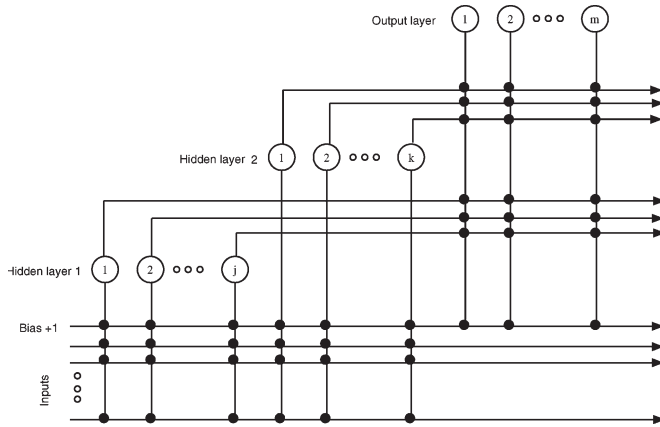 Output layer
1 2 m
Hidden layer 2
1 2 k
Hidden layer 1
1 2 j
Bias +1
Inputs